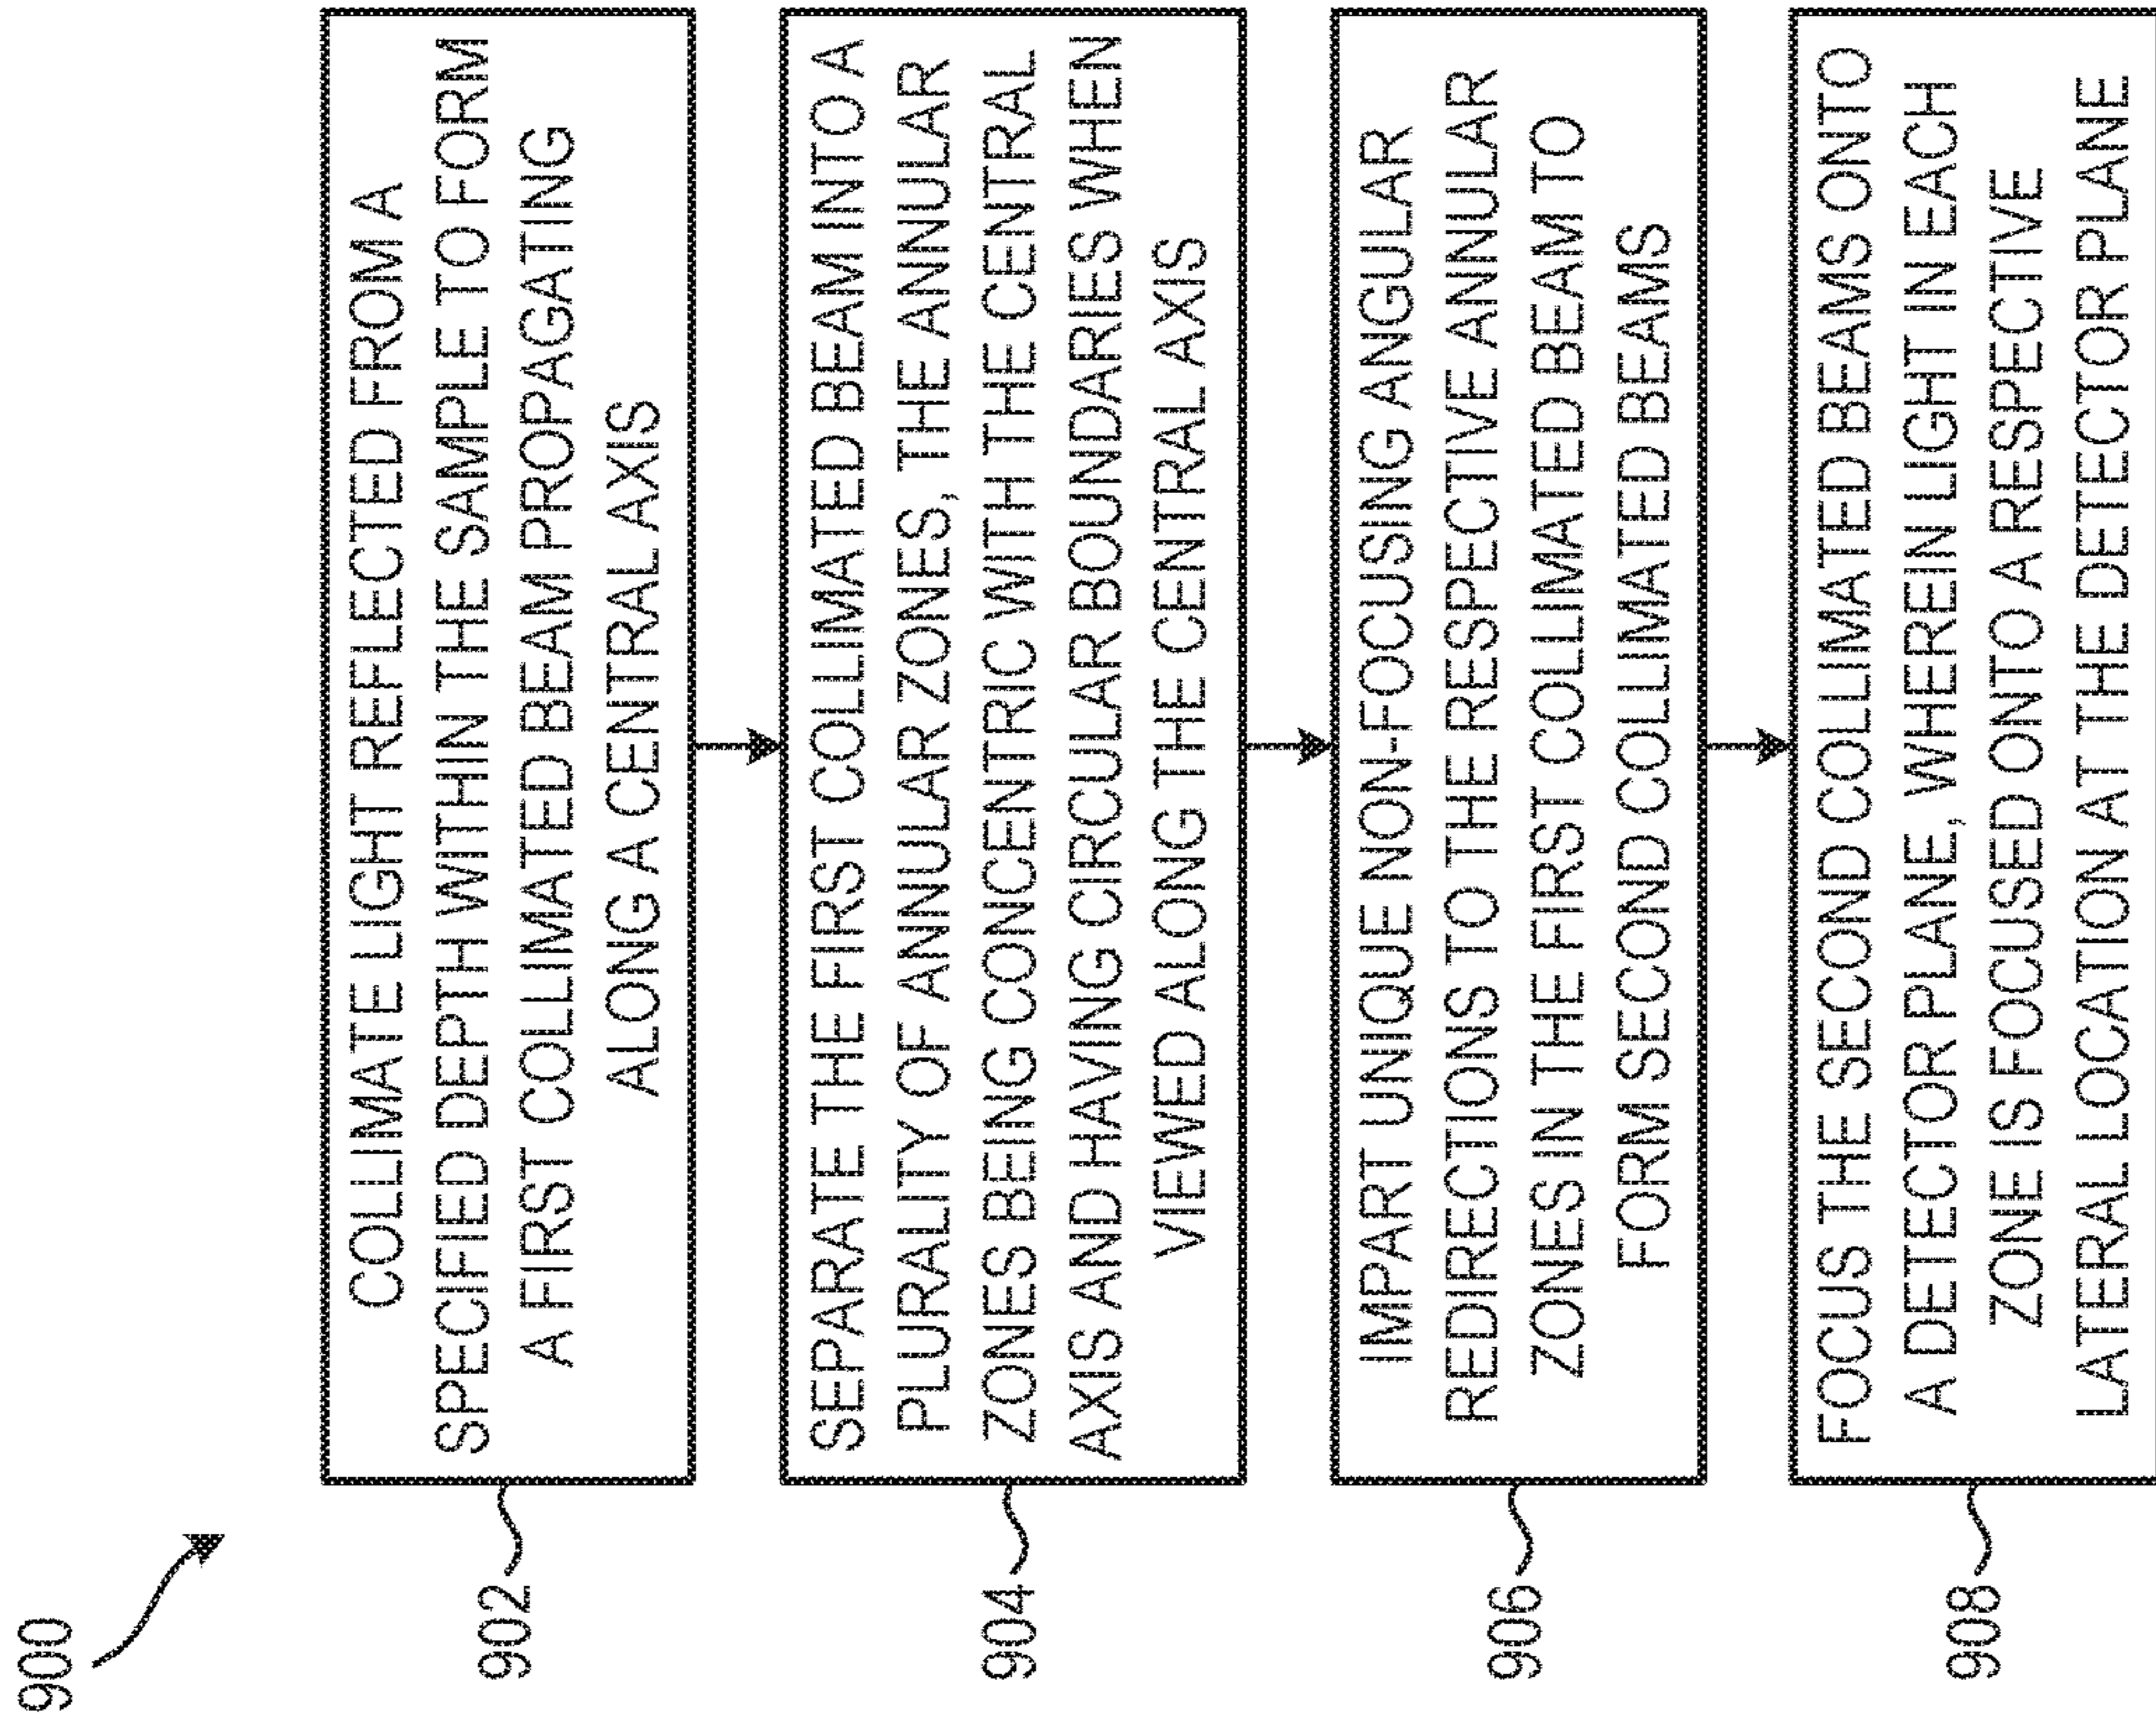 900
902
COLLIMATE LIGHT REFLECTED FROM A
SPECIFIED DEPTH WITHIN THE SAMPLE TO FORM
A FIRST COLLIMATED BEAM PROPAGATING
ALONG A CENTRAL AXIS
904
SEPARATE THE FIRST COLLIMATED BEAM INTO A
PLURALITY OF ANNULAR ZONES, THE ANNULAR
ZONES BEING CONCENTRIC WITH THE CENTRAL
AXIS AND HAVING CIRCULAR BOUNDARIES WHEN
VIEWED ALONG THE CENTRAL AXIS
906
IMPART UNIQUE NON-FOCUSING ANGULAR
REDIRECTIONS TO THE RESPECTIVE ANNULAR
ZONES IN THE FIRST COLLIMATED BEAM TO
FORM SECOND COLLIMATED BEAMS
908
FOCUS THE SECOND COLLIMATED BEAMS ONTO
A DETECTOR PLANE, WHEREIN LIGHT IN EACH
ZONE IS FOCUSED ONTO A RESPECTIVE
LATERAL LOCATION AT THE DETECTOR PLANE